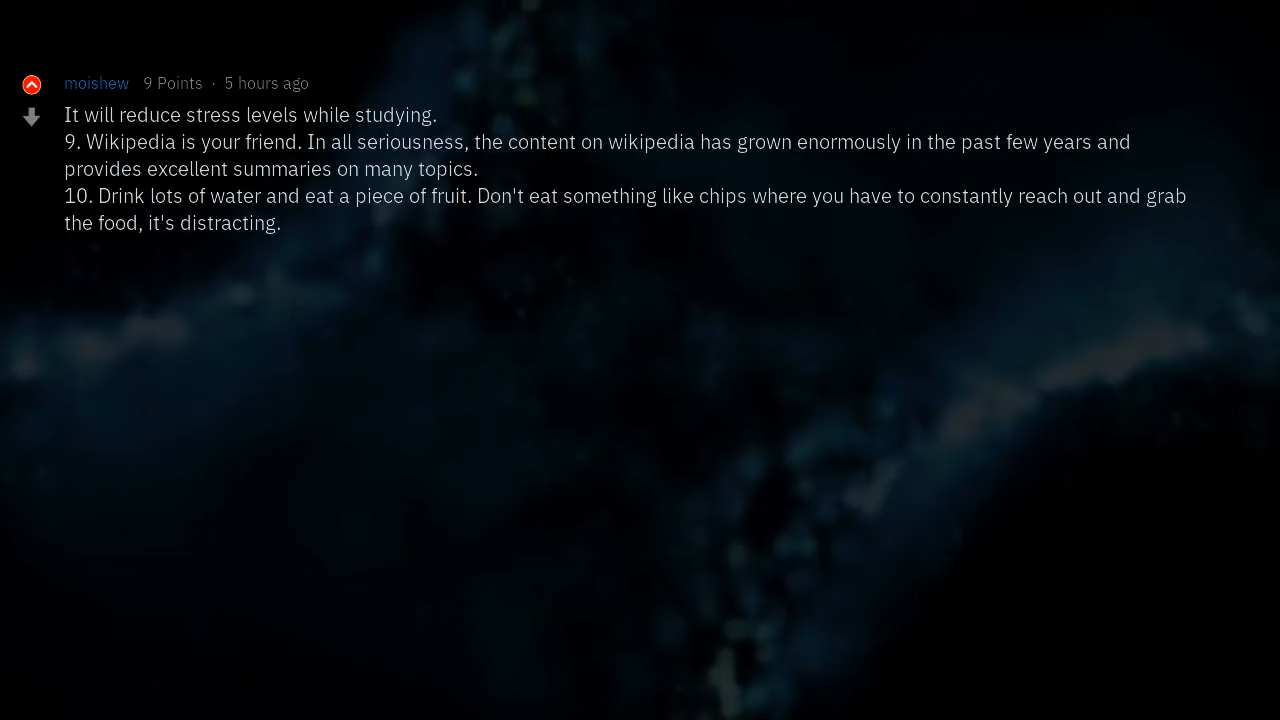 moishew 9 Points · 5 hours ago
It will reduce stress levels while studying.
9. Wikipedia is your friend. In all seriousness, the content on wikipedia has grown enormously in the past few years and
provides excellent summaries on many topics.
10. Drink lots of water and eat a piece of fruit. Don't eat something like chips where you have to constantly reach out and grab
the food, it's distracting.